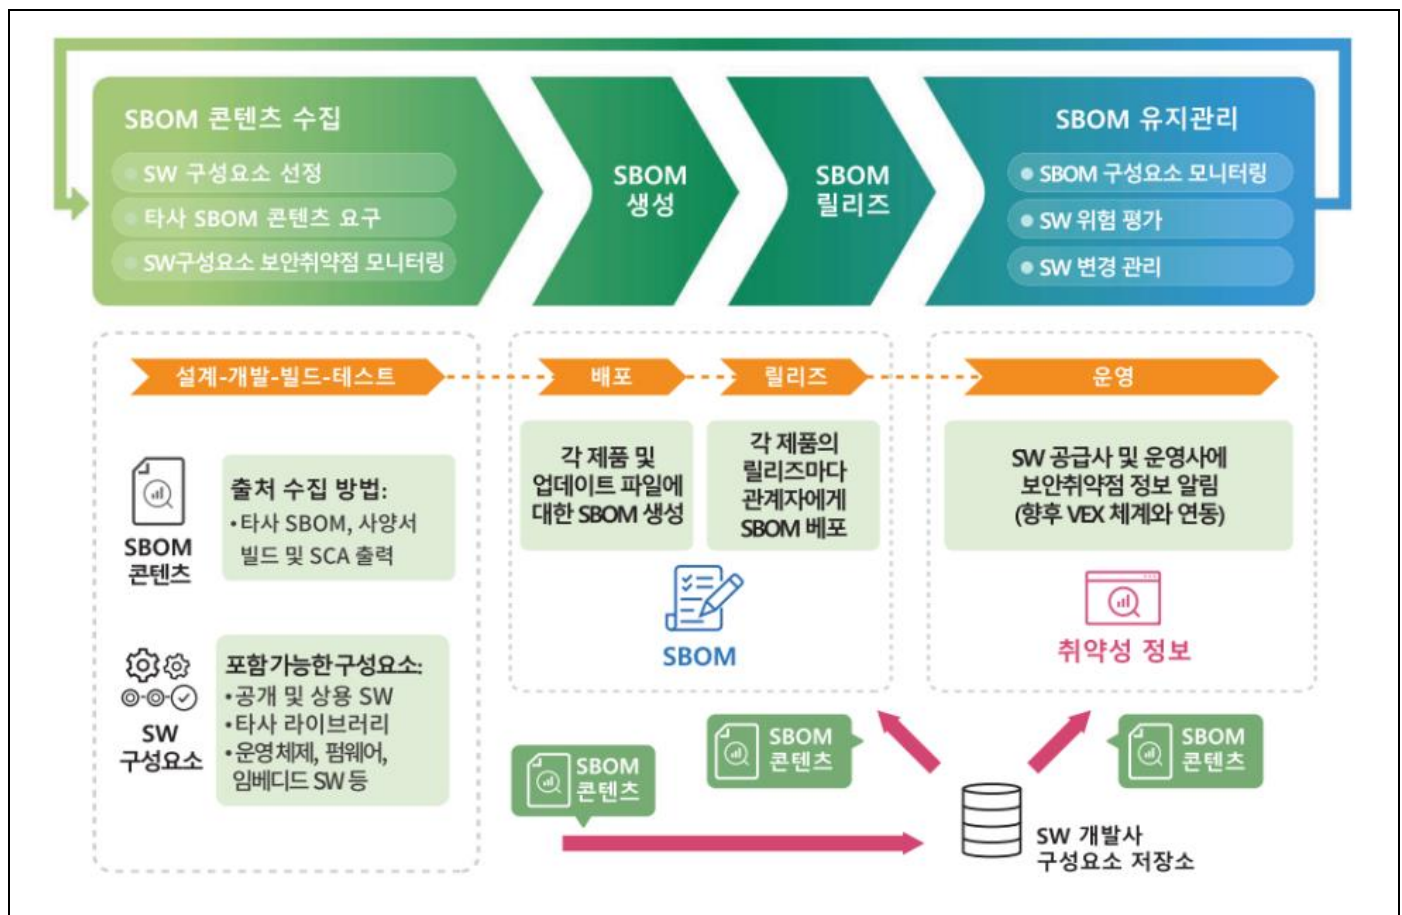 SBOM 콘텐츠 수집
SW 구성요소 선정
타사 SBOM 콘텐츠 요구
SW구성요소 보안취약점 모니터링
SBOM
생성
SBOM
릴리즈
SBOM 유지관리
SBOM 구성요소 모니터링
SW 위험 평가
SW 변경 관리
설계-개발-빌드-테스트
배포
릴리즈
운영
SBOM
콘텐츠
출처 수집 방법:
•타사 SBOM, 사양서
빌드 및 SCA 출력
SW
구성요소
포함 가능한 구성요소:
•공개 및 상용 SW
•타사 라이브러리
•운영체제, 펌웨어,
임베디드 SW 등
각 제품 및
업데이트 파일에
대한 SBOM 생성
각 제품의
릴리즈마다
관계자에게
SBOM 베포
SBOM
SW 공급사 및 운영사에
보안취약점 정보 알림
(향후 VEX 체계와 연동)
취약성 정보
SBOM
콘텐츠
SBOM
콘텐츠
SBOM
콘텐츠
SW 개발사
구성요소 저장소